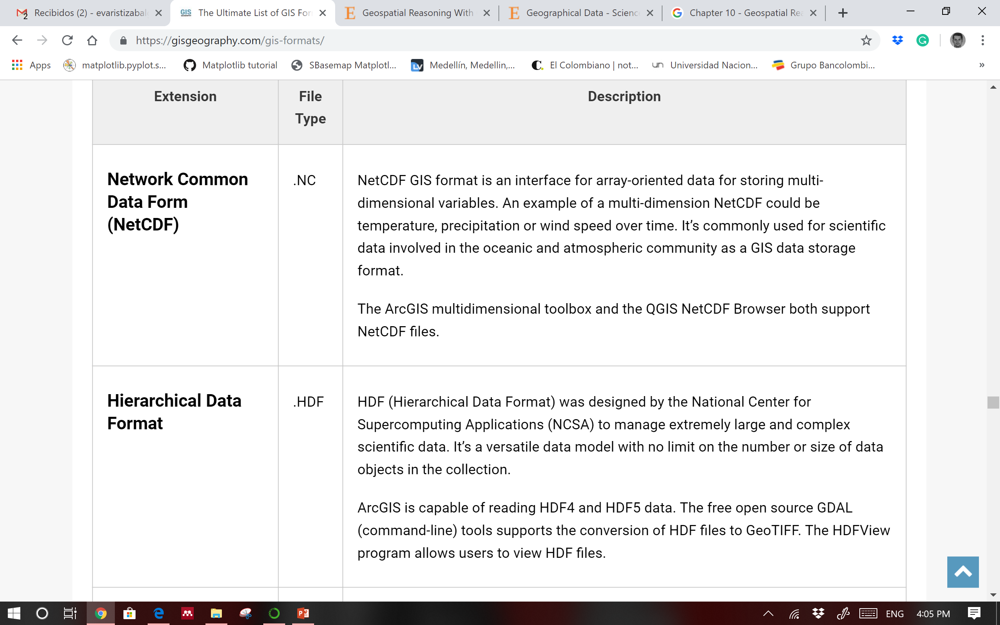 Recibidos (2) - evaristizabal
GIS The Ultimate List of GIS For
Geospatial Reasoning With
Geographical Data - Science
Chapter 10 - Geospatial Rea
https://gisgeography.com/gis-formats/
Apps
matplotlib.pyplot.s...
Matplotlib tutorial
SBasemap Matplotl...
LV Medellín, Medellin,...
C. El Colombiano | not...
un Universidad Nacion...
Grupo Bancolombi...
»
Extension
File
Type
Description
Network Common
Data Form
(NetCDF)
.NC
NetCDF GIS format is an interface for array-oriented data for storing multi-
dimensional variables. An example of a multi-dimension NetCDF could be
temperature, precipitation or wind speed over time. It’s commonly used for scientific
data involved in the oceanic and atmospheric community as a GIS data storage
format.
The ArcGIS multidimensional toolbox and the QGIS NetCDF Browser both support
NetCDF files.
Hierarchical Data
Format
.HDF
HDF (Hierarchical Data Format) was designed by the National Center for
Supercomputing Applications (NCSA) to manage extremely large and complex
scientific data. It’s a versatile data model with no limit on the number or size of data
objects in the collection.
ArcGIS is capable of reading HDF4 and HDF5 data. The free open source GDAL
(command-line) tools supports the conversion of HDF files to GeoTIFF. The HDFView
program allows users to view HDF files.
ENG
4:05 PM